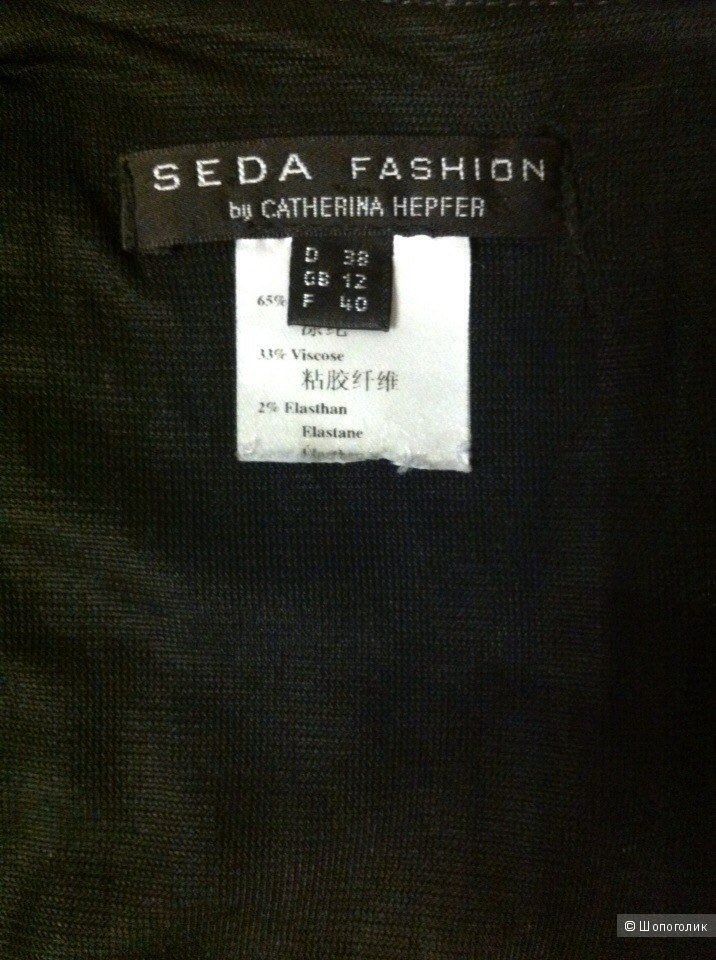 SEDA FASHION
by CATHERINA HEPFER
D 38
GB 12
F 40
65%
33% Viscose
粘胶纤维
2% Elasthan
Elastane
© Шопоголик